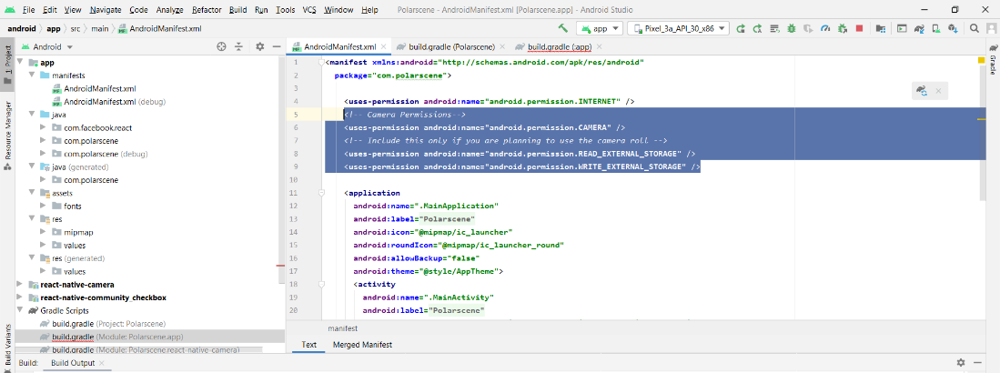 File Edit View Navigate Code Analyze Refactor Build Run Tools VCS Window Help Polarscene - AndroidManifest.xml [Polarscene.app] - Android Studio
android app src main AndroidManifest.xml app Pixel_3a_API_30_x86
1: Project
Resource Manager
Build Variants
Android
app
manifests
AndroidManifest.xml
AndroidManifest.xml (debug)
java
com.facebook.react
com.polarscene
com.polarscene (debug)
java (generated)
com.polarscene
assets
fonts
res
mipmap
values
res (generated)
values
react-native-camera
react-native-community_checkbox
Gradle Scripts
build.gradle (Project: Polarscene)
build.gradle (Module: Polarscene.app)
build.gradle (Module: Polarscene.react-native-camera)
AndroidManifest.xml build.gradle (Polarscene) build.gradle (:app)
1 <manifest xmlns:android="http://schemas.android.com/apk/res/android"
2 package="com.polarscene">
3
4 <uses-permission android:name="android.permission.INTERNET" />
5 <!-- Camera Permissions-->
6 <uses-permission android:name="android.permission.CAMERA" />
7 <!-- Include this only if you are planning to use the camera roll -->
8 <uses-permission android:name="android.permission.READ_EXTERNAL_STORAGE" />
9 <uses-permission android:name="android.permission.WRITE_EXTERNAL_STORAGE" />
10
11 <application
12 android:name=".MainApplication"
13 android:label="Polarscene"
14 android:icon="@mipmap/ic_launcher"
15 android:roundIcon="@mipmap/ic_launcher_round"
16 android:allowBackup="false"
17 android:theme="@style/AppTheme">
18 <activity
19 android:name=".MainActivity"
20 android:label="Polarscene"
manifest
Text Merged Manifest
Gradle
Build: Build Output